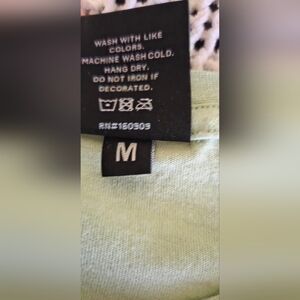 WASH WITH LIKE
COLORS.
MACHINE WASH COLD.
HANG DRY.
DO NOT IRON IF
DECORATED.
RN#160909
M